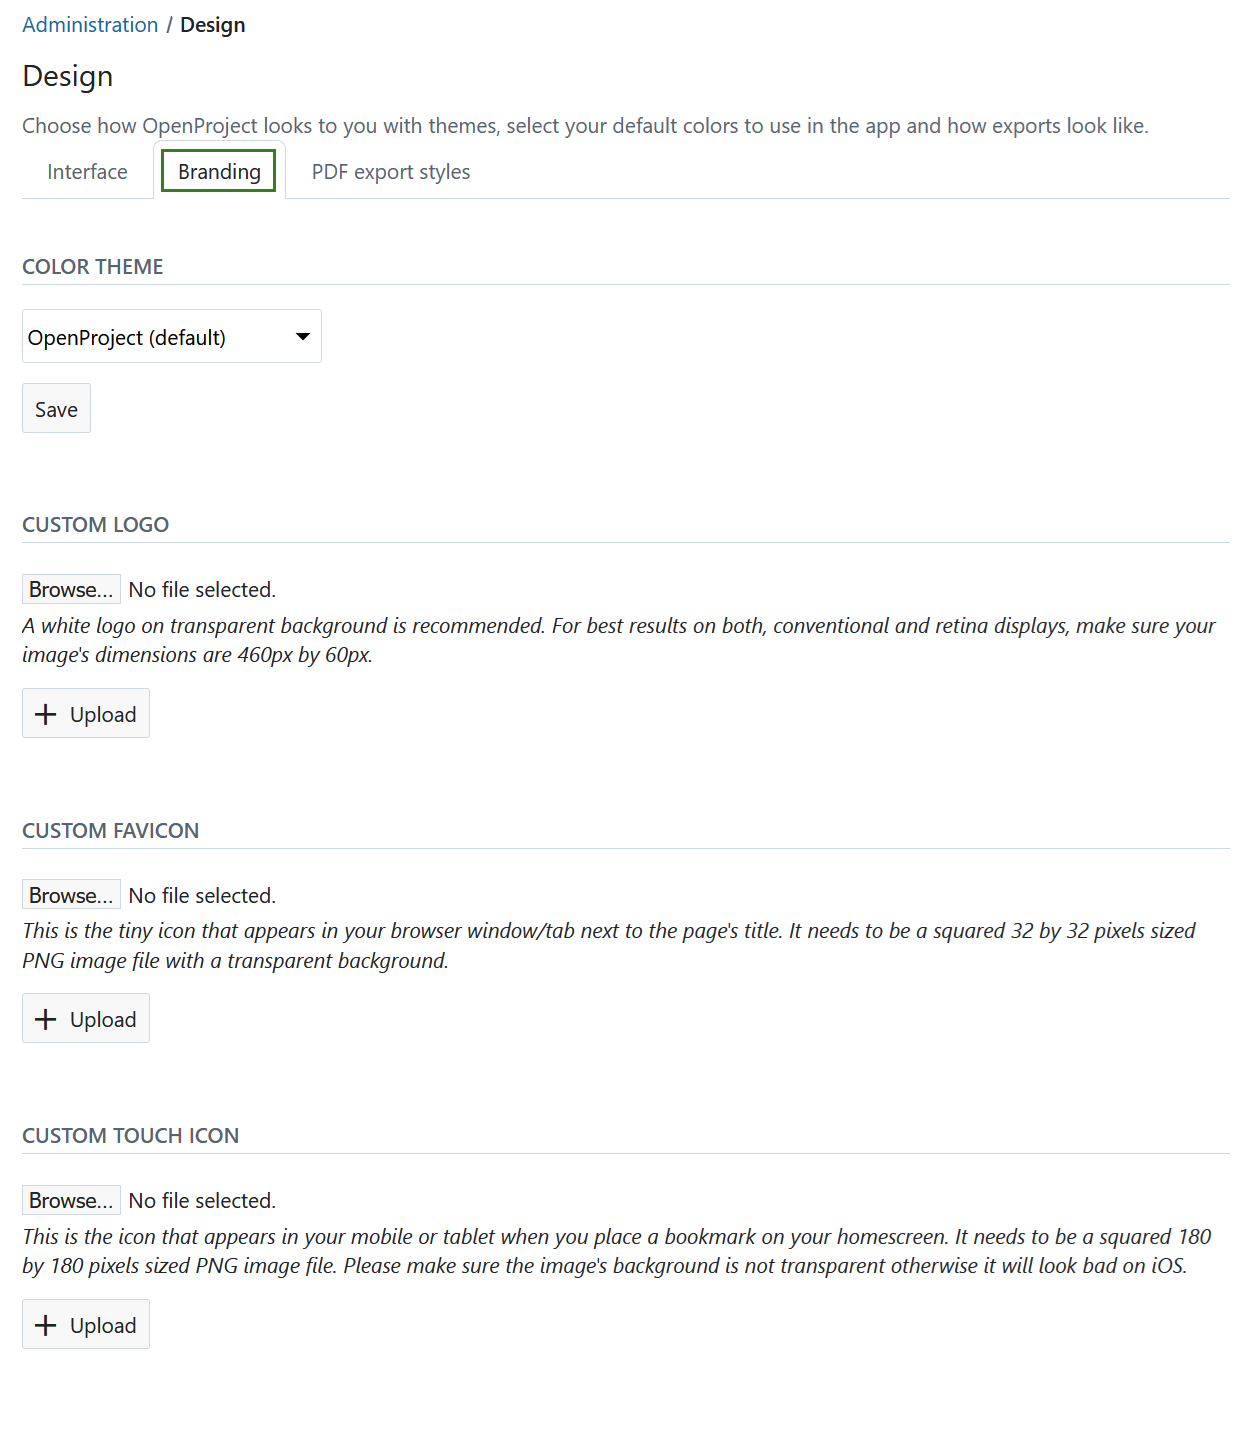 Administration / Design
Design
Choose how OpenProject looks to you with themes, select your default colors to use in the app and how exports look like.
Interface Branding PDF export styles
COLOR THEME
OpenProject (default)
Save
CUSTOM LOGO
Browse... No file selected.
A white logo on transparent background is recommended. For best results on both, conventional and retina displays, make sure your
image's dimensions are 460px by 60px.
Upload
CUSTOM FAVICON
Browse... No file selected.
This is the tiny icon that appears in your browser window/tab next to the page's title. It needs to be a squared 32 by 32 pixels sized
PNG image file with a transparent background.
Upload
CUSTOM TOUCH ICON
Browse... No file selected.
This is the icon that appears in your mobile or tablet when you place a bookmark on your homescreen. It needs to be a squared 180
by 180 pixels sized PNG image file. Please make sure the image's background is not transparent otherwise it will look bad on iOS.
Upload